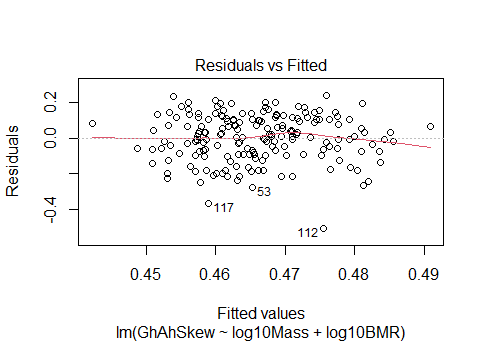 Residuals vs Fitted
Residuals
0.2
0.0
-0.4
117
53
112
0.45 0.46 0.47 0.48 0.49
Fitted values
lm(GhAhSkew ~ log10Mass + log10BMR)